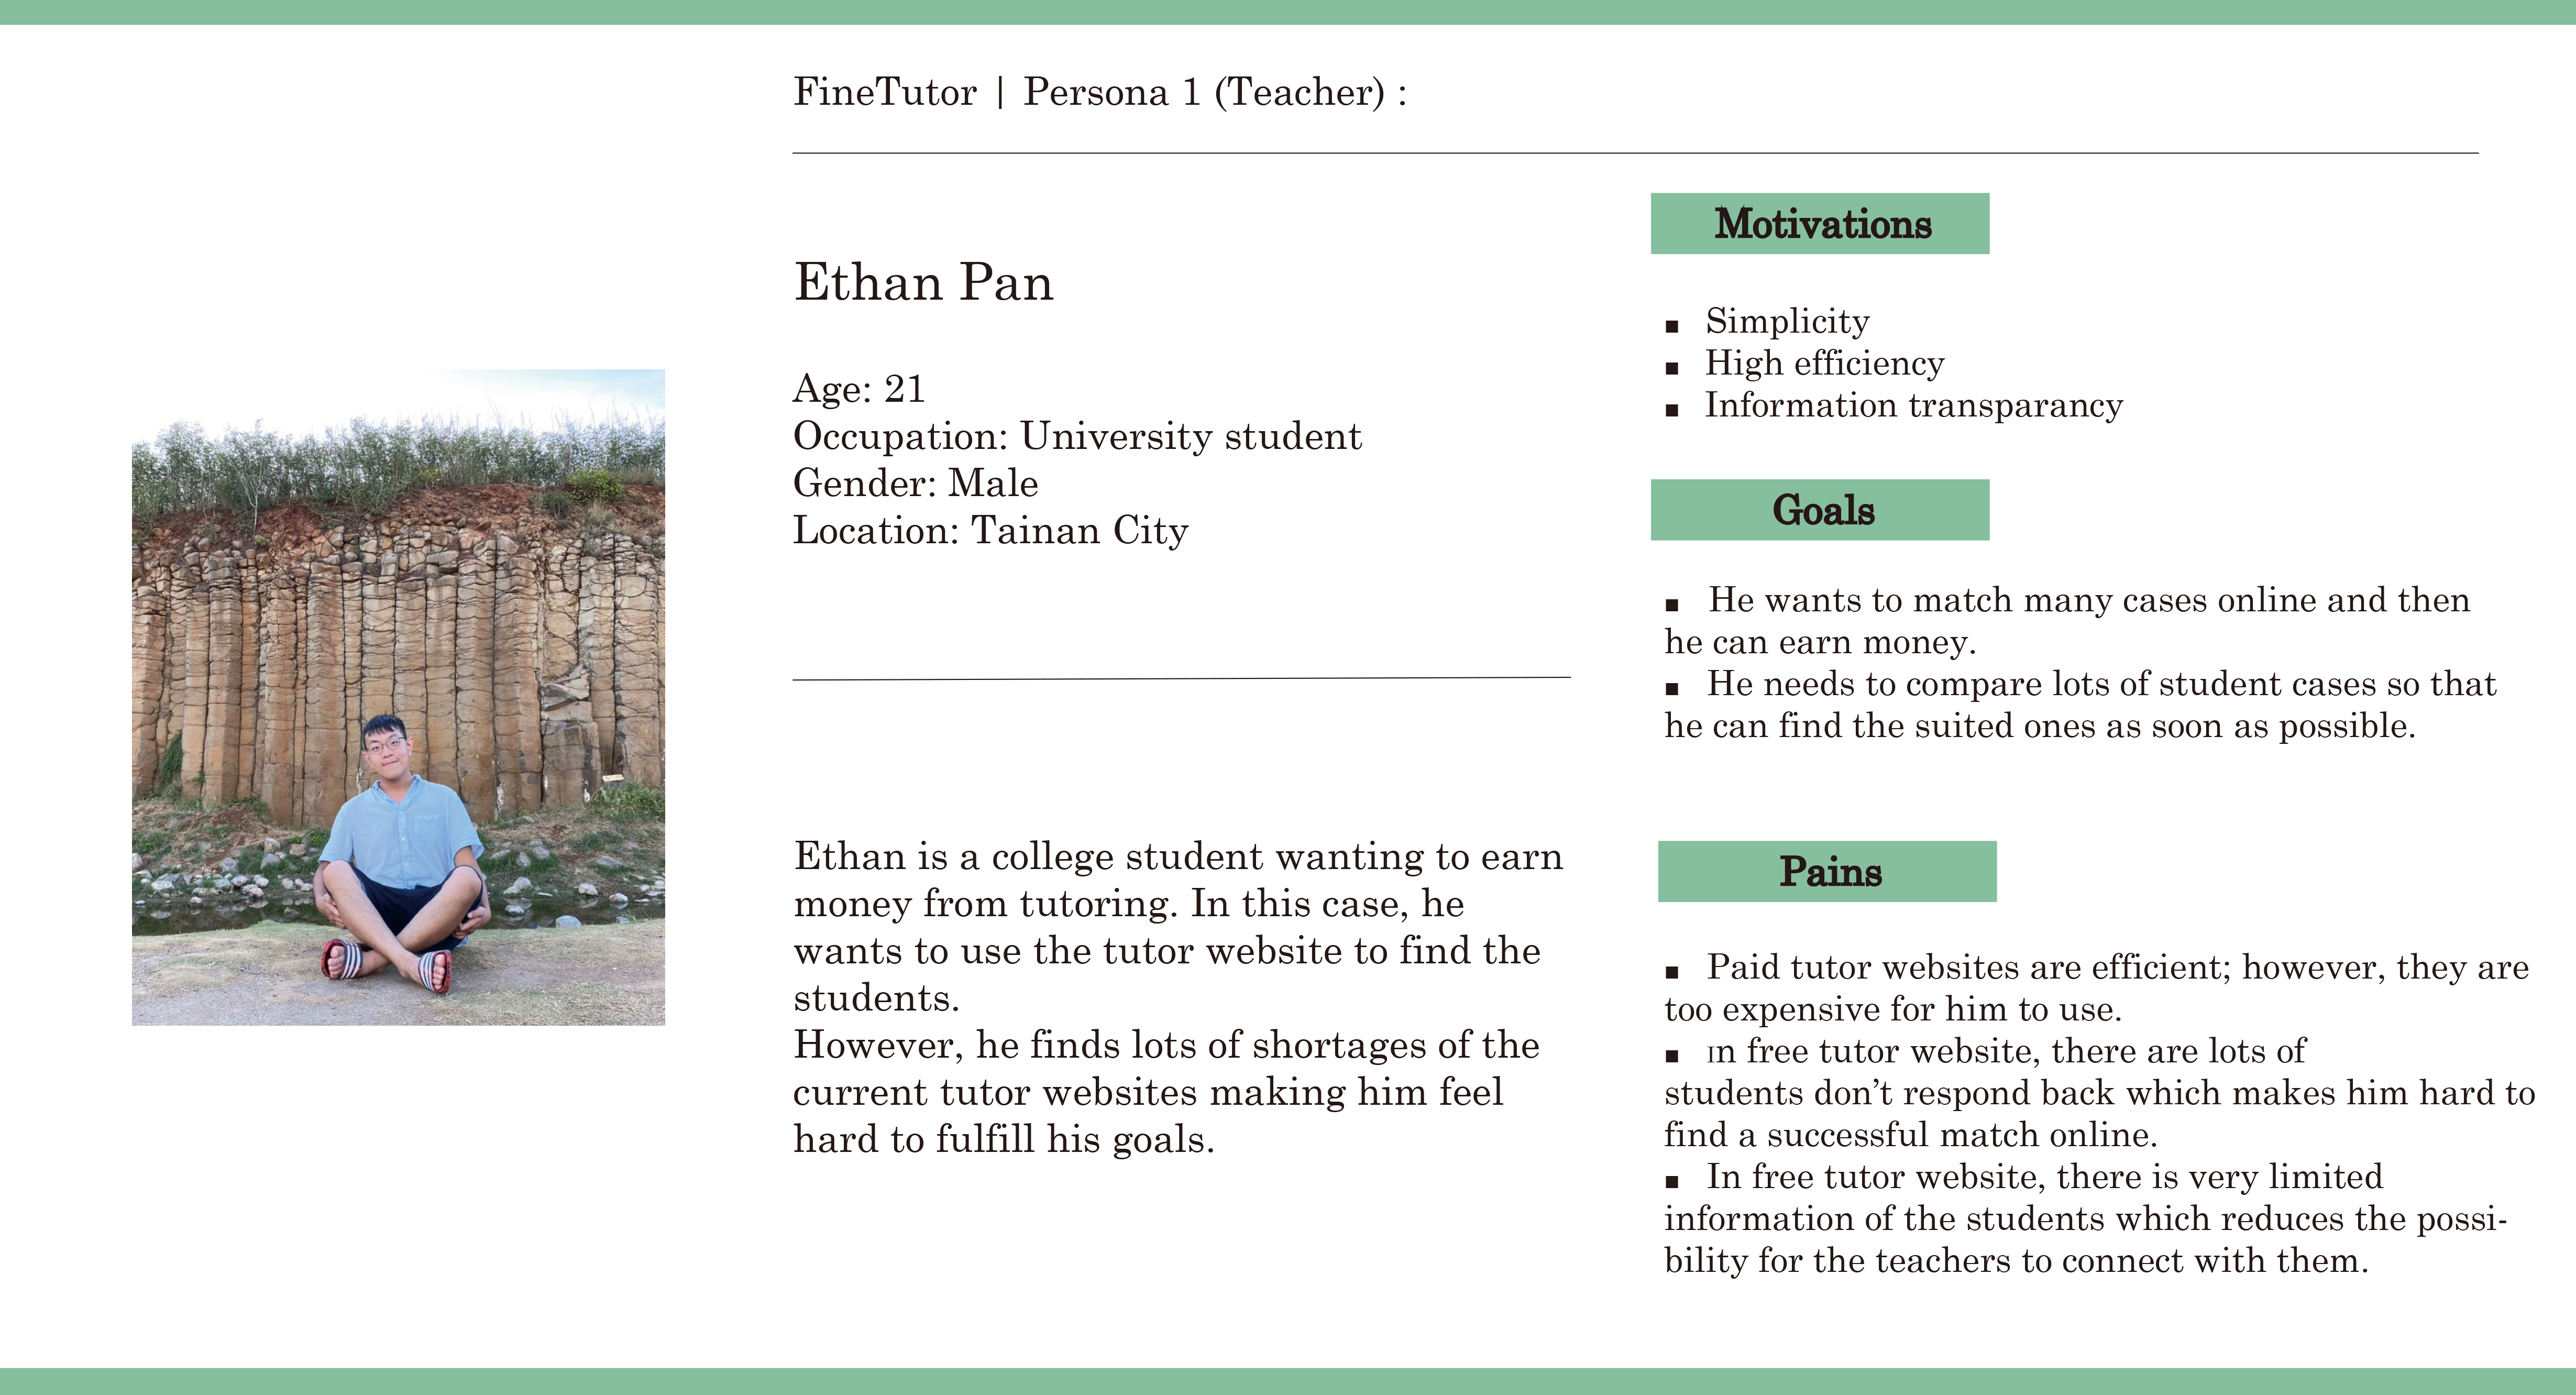 FineTutor | Persona 1 (Teacher) :
Ethan Pan
Age: 21
Occupation: University student
Gender: Male
Location: Tainan City
Ethan is a college student wanting to earn
money from tutoring. In this case, he
wants to use the tutor website to find the
students.
However, he finds lots of shortages of the
current tutor websites making him feel
hard to fulfill his goals.
Motivations
■ Simplicity
■ High efficiency
■ Information transparancy
Goals
■ He wants to match many cases online and then
he can earn money.
■ He needs to compare lots of student cases so that
he can find the suited ones as soon as possible.
Pains
■ Paid tutor websites are efficient; however, they are
too expensive for him to use.
■ In free tutor website, there are lots of
students don’t respond back which makes him hard to
find a successful match online.
■ In free tutor website, there is very limited
information of the students which reduces the possi-
bility for the teachers to connect with them.